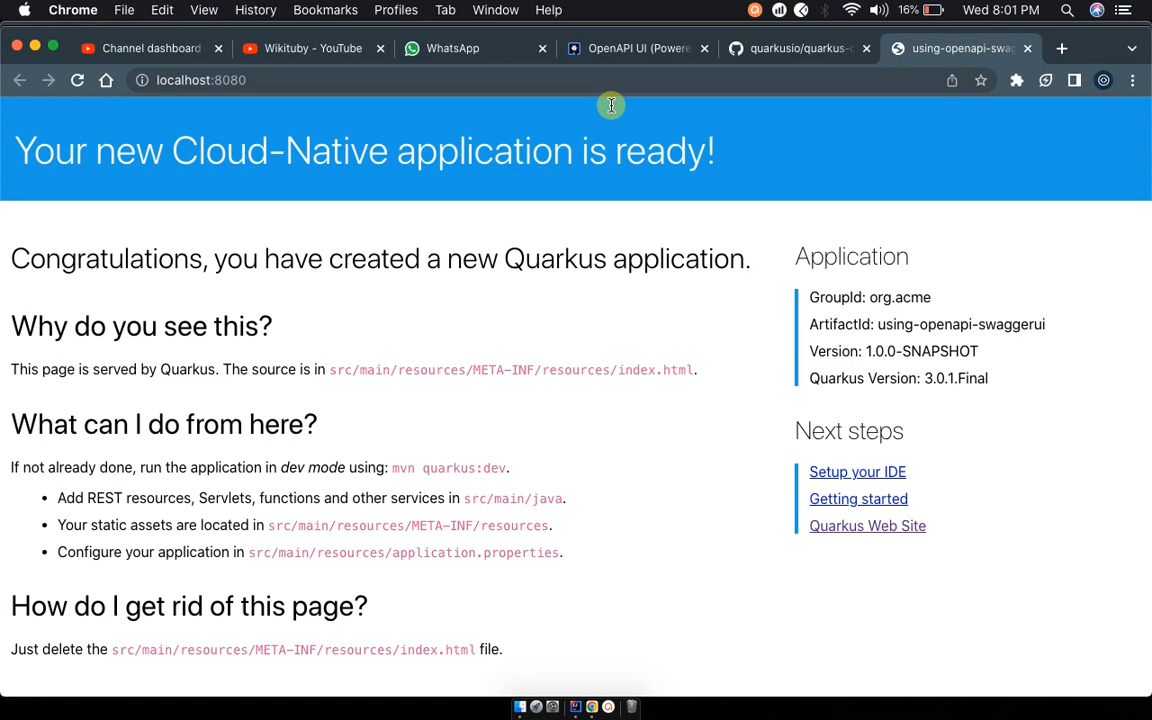 Chrome File Edit View History Bookmarks Profiles Tab Window Help 16% Wed 8:01 PM
Channel dashboard Wikituby - YouTube WhatsApp OpenAPI UI (Powere quarkusio/quarkus- using-openapi-swag
localhost:8080
Your new Cloud-Native application is ready!
Congratulations, you have created a new Quarkus application.
Why do you see this?
This page is served by Quarkus. The source is in src/main/resources/META-INF/resources/index.html.
What can I do from here?
If not already done, run the application in dev mode using: mvn quarkus:dev.
• Add REST resources, Servlets, functions and other services in src/main/java.
• Your static assets are located in src/main/resources/META-INF/resources.
• Configure your application in src/main/resources/application.properties.
How do I get rid of this page?
Just delete the src/main/resources/META-INF/resources/index.html file.
Application
GroupId: org.acme
ArtifactId: using-openapi-swaggerui
Version: 1.0.0-SNAPSHOT
Quarkus Version: 3.0.1.Final
Next steps
Setup your IDE
Getting started
Quarkus Web Site